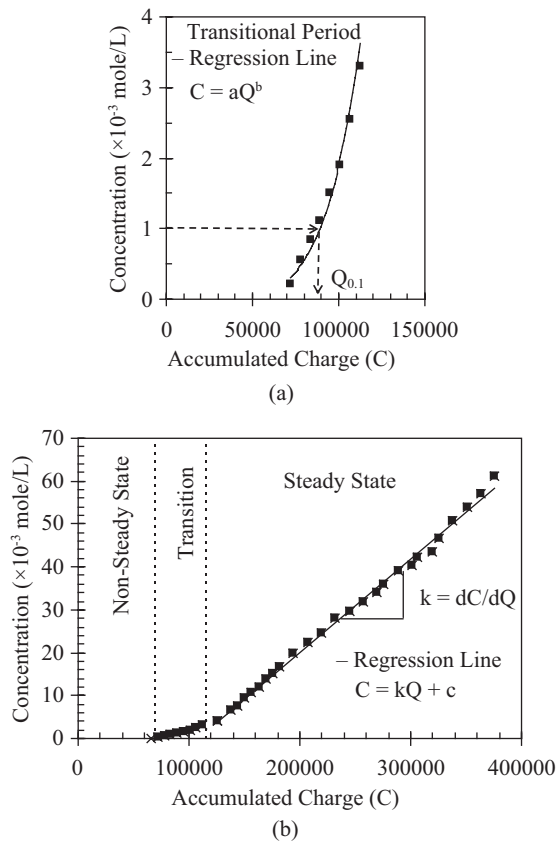 4
3
2
1
0
Concentration (×10⁻³ mole/L)
Transitional Period
– Regression Line
C = aQᵇ
Q₀.₁
0 50000 100000 150000
Accumulated Charge (C)
(a)
70
60
50
40
30
20
10
0
Concentration (×10⁻³ mole/L)
Non-Steady State
Transition
Steady State
k = dC/dQ
– Regression Line
C = kQ + c
0 100000 200000 300000 400000
Accumulated Charge (C)
(b)